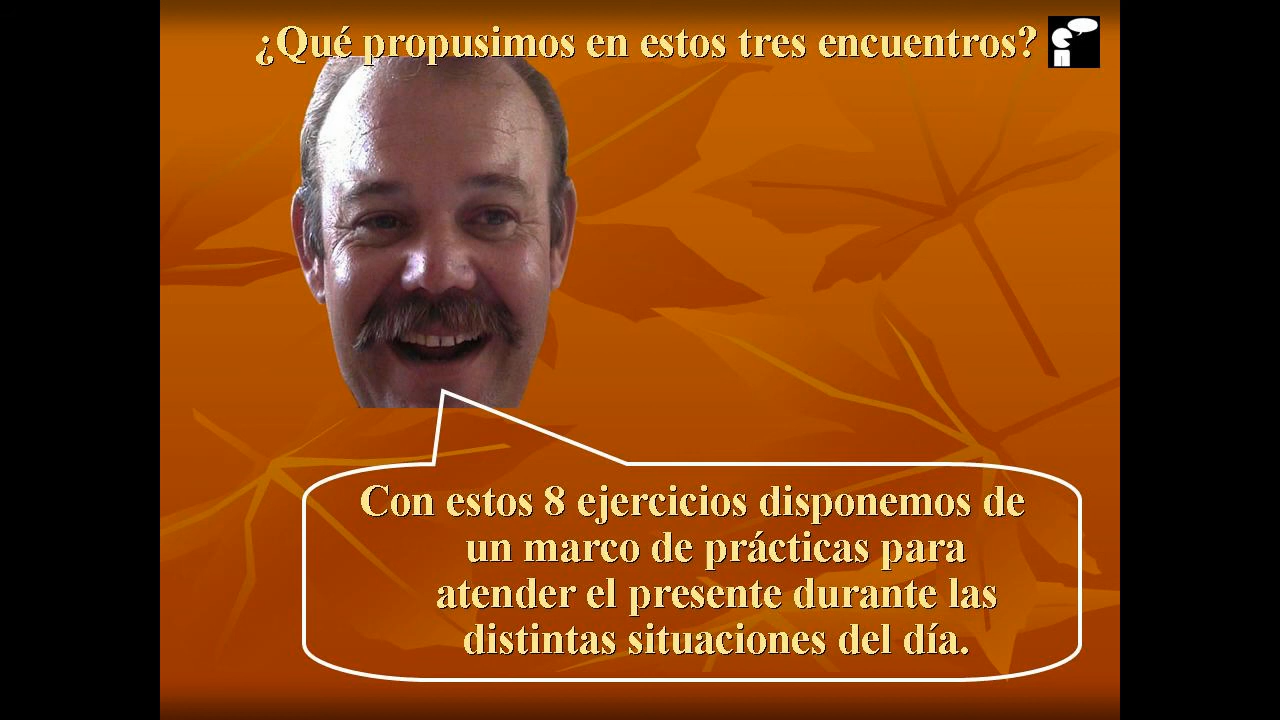 ¿Qué propusimos en estos tres encuentros?
Con estos 8 ejercicios disponemos de
un marco de prácticas para
atender el presente durante las
distintas situaciones del día.